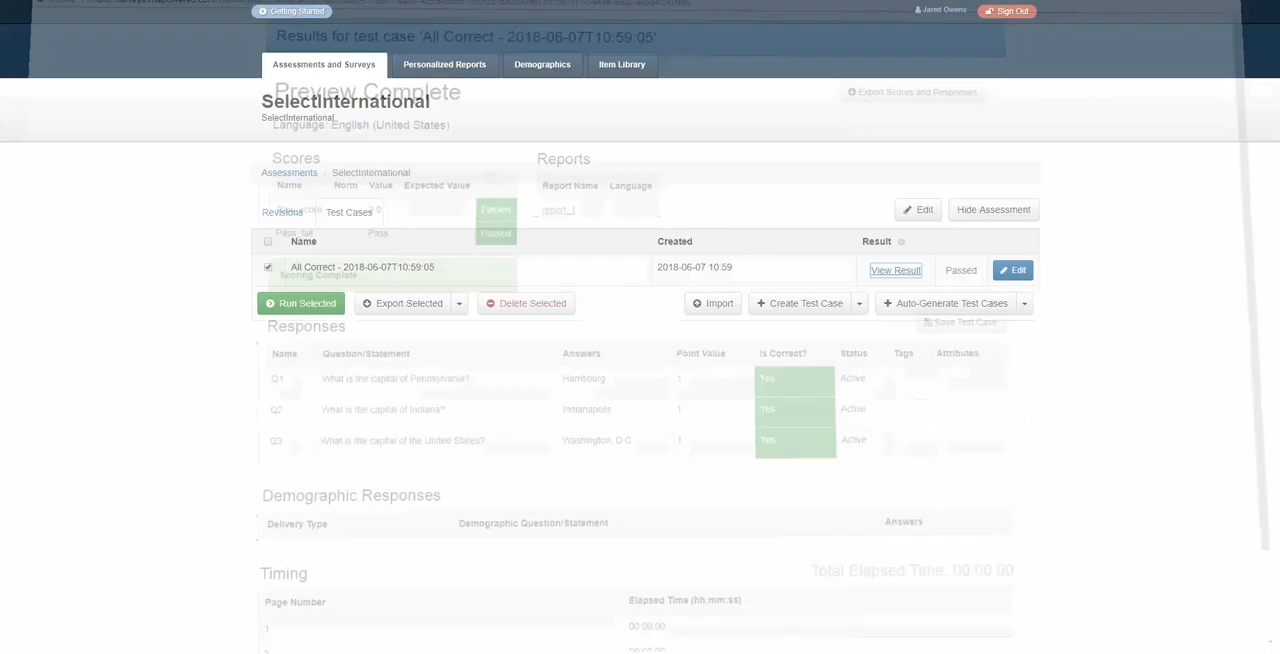 Getting Started
Jared Owens
Sign Out
Results for test case 'All Correct - 2018-06-07T10:59:05'
Assessments and Surveys
Personalized Reports
Demographics
Item Library
Preview Complete
Export Scores and Responses
SelectInternational
SelectInternational
Language: English (United States)
Scores
Reports
Assessments
SelectInternational
Name Norm Value Expected Value
Report Name Language
Passed
report_1
Revisions
Test Cases
Edit
Hide Assessment
Pass_fail Pass Passed
Name Created Result
All Correct - 2018-06-07T10:59:05 2018-06-07 10:59 View Result Passed Edit
Scoring Complete
Run Selected
Export Selected
Delete Selected
Import
Create Test Case
Auto-Generate Test Cases
Responses
Save Test Case
Name Question/Statement Answers Point Value Is Correct? Status Tags Attributes
Q1 What is the capital of Pennsylvania? Harrisburg 1 Yes Active
Q2 What is the capital of Indiana? Indianapolis 1 Yes Active
Q3 What is the capital of the United States? Washington, D.C. 1 Yes Active
Demographic Responses
Delivery Type Demographic Question/Statement Answers
Timing
Total Elapsed Time: 00:00:00
Page Number Elapsed Time (hh:mm:ss)
1 00:00:00